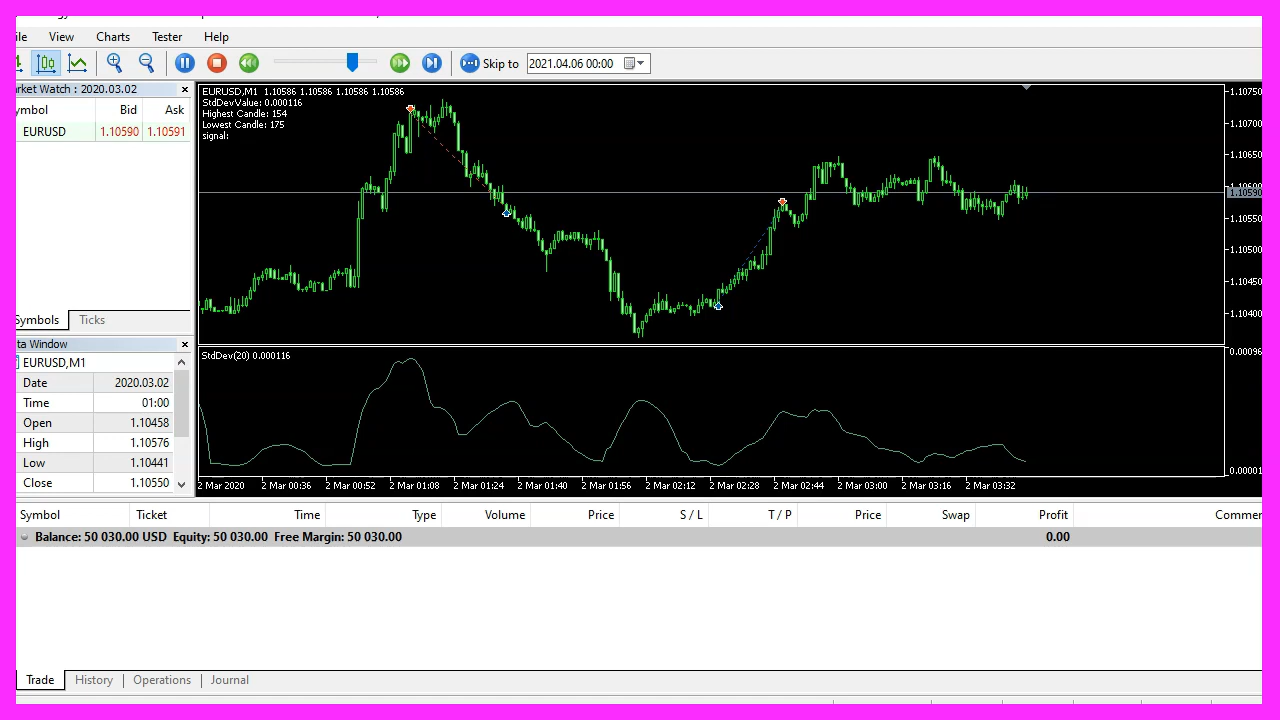 ile View Charts Tester Help
Skip to 2021.04.06 00:00
arket Watch : 2020.03.02
ymbol Bid Ask
EURUSD 1.10590 1.10591
Symbols Ticks
ta Window
EURUSD,M1
Date 2020.03.02
Time 01:00
Open 1.10458
High 1.10576
Low 1.10441
Close 1.10550
EURUSD,M1 1.10586 1.10586 1.10586 1.10586
StdDevValue: 0.000116
Highest Candle: 154
Lowest Candle: 175
signal:
1.10750
1.10700
1.10650
1.10590
1.10550
1.10500
1.10450
1.10400
StdDev(20) 0.000116
0.00096
0.00001
2 Mar 2020 2 Mar 00:36 2 Mar 00:52 2 Mar 01:08 2 Mar 01:24 2 Mar 01:40 2 Mar 01:56 2 Mar 02:12 2 Mar 02:28 2 Mar 02:44 2 Mar 03:00 2 Mar 03:16 2 Mar 03:32
Symbol Ticket Time Type Volume Price S / L T / P Price Swap Profit Commer
Balance: 50 030.00 USD Equity: 50 030.00 Free Margin: 50 030.00 0.00
Trade History Operations Journal